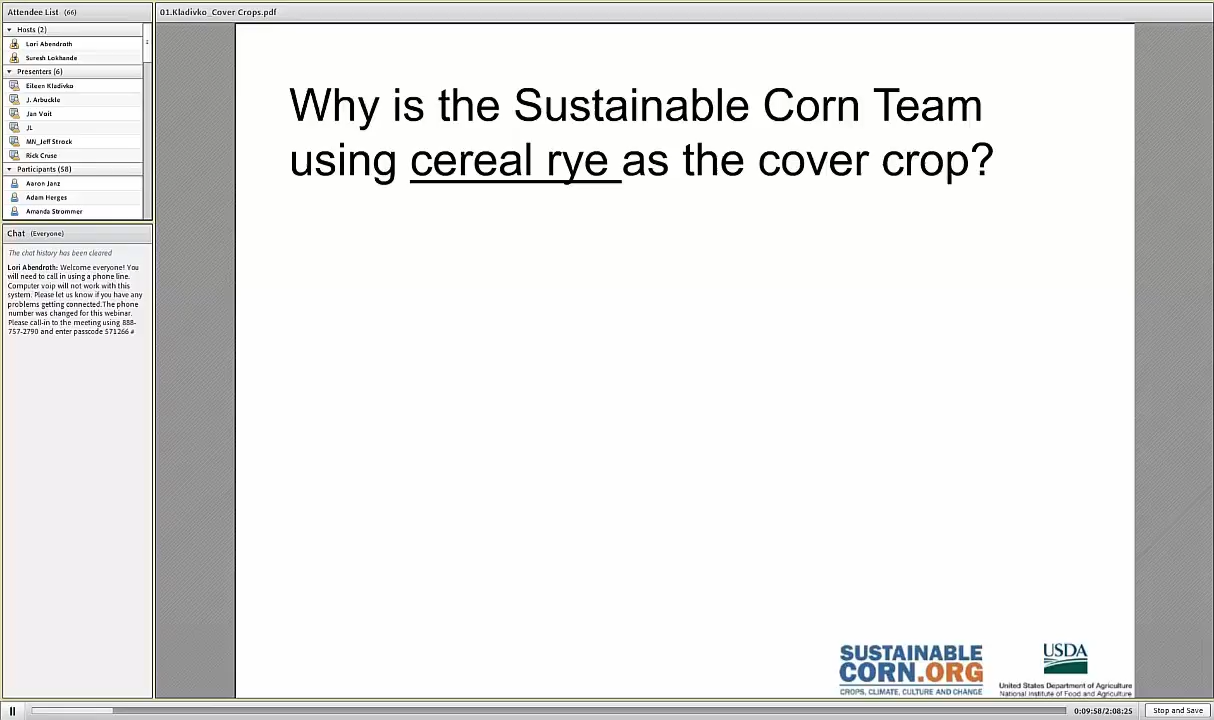 Attendee List (66)
Hosts (2)
Lori Abendroth
Suresh Lokhande
Presenters (6)
Eileen Kladivko
J. Arbuckle
Jan Voit
JL
MN_Jeff Strock
Rick Cruse
Participants (58)
Aaron Janz
Adam Herges
Amanda Strommer
Chat (Everyone)
The chat history has been cleared
Lori Abendroth: Welcome everyone! You
will need to call in using a phone line.
Computer voip will not work with this
system. Please let us know if you have any
problems getting connected.The phone
number was changed for this webinar.
Please call-in to the meeting using 888-
757-2790 and enter passcode 571266 #
01.Kladivko_Cover Crops.pdf
Why is the Sustainable Corn Team
using cereal rye as the cover crop?
SUSTAINABLE
CORN.ORG
CROPS, CLIMATE, CULTURE AND CHANGE
USDA
United States Department of Agriculture
National Institute of Food and Agriculture
0:09:58/2:08:25
Stop and Save